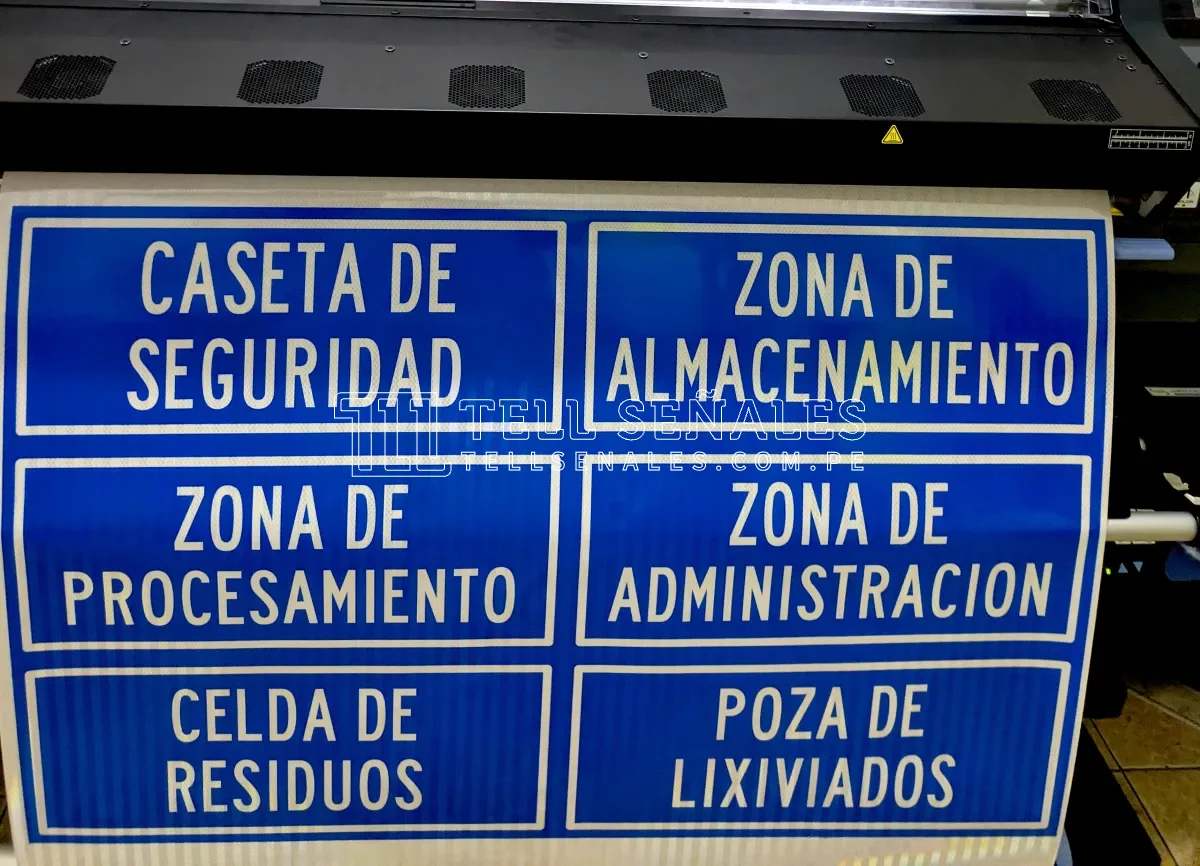 CASETA DE
SEGURIDAD
ZONA DE
ALMACENAMIENTO
TELL SEÑALES
TELLSENALES.COM.PE
ZONA DE
PROCESAMIENTO
ZONA DE
ADMINISTRACION
CELDA DE
RESIDUOS
POZA DE
LIXIVIADOS